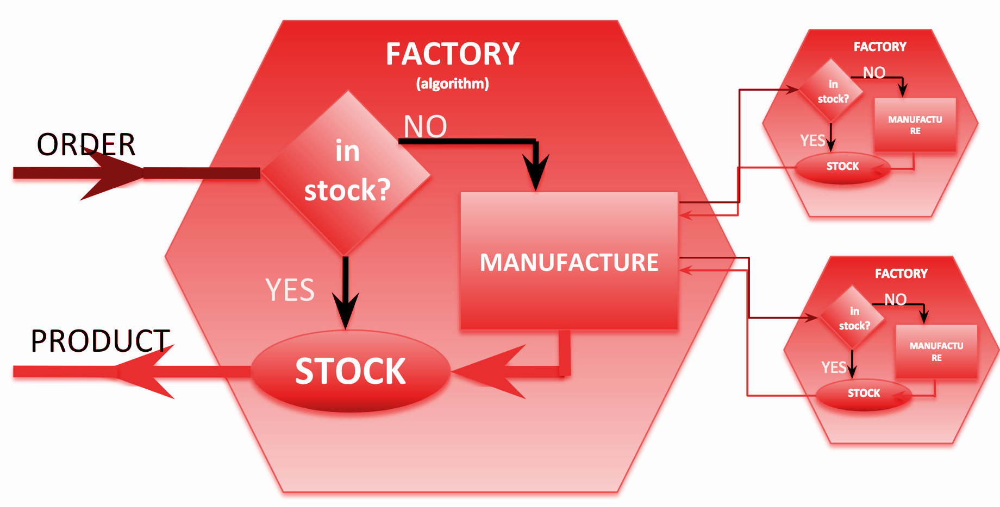 FACTORY
(algorithm)
ORDER
in
stock?
NO
YES
MANUFACTURE
PRODUCT
STOCK
FACTORY
NO
in
stock?
MANUFACTU
RE
YES
STOCK
FACTORY
NO
in
stock?
MANUFACTU
RE
YES
STOCK